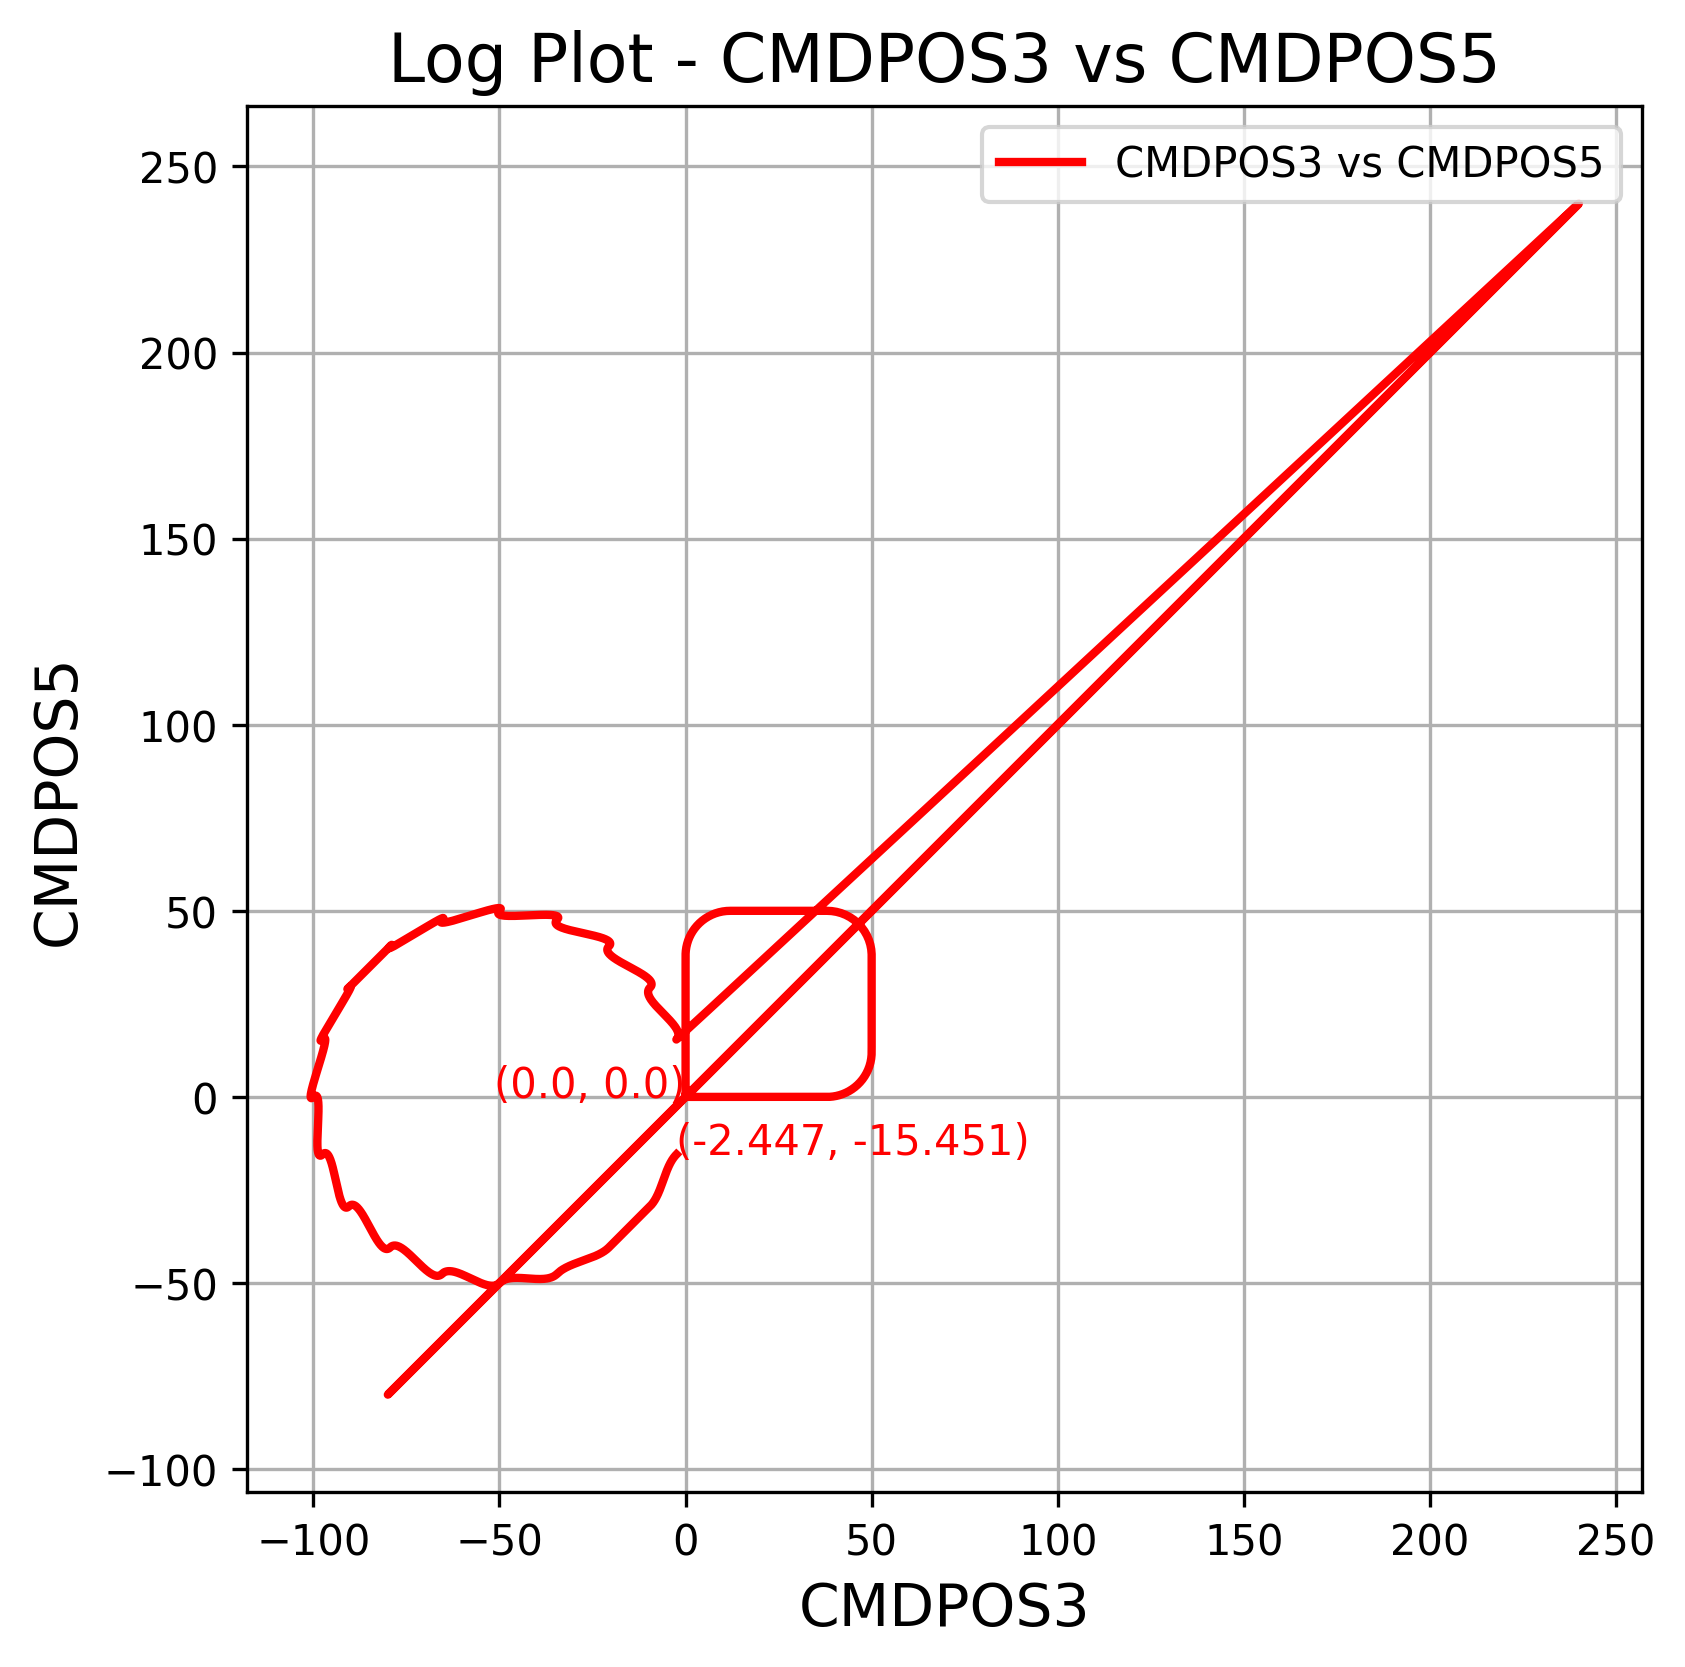 Log Plot - CMDPOS3 vs CMDPOS5
CMDPOS3 vs CMDPOS5
250
200
150
100
50
0
−50
−100
CMDPOS5
(0.0, 0.0)
(-2.447, -15.451)
−100 −50 0 50 100 150 200 250
CMDPOS3